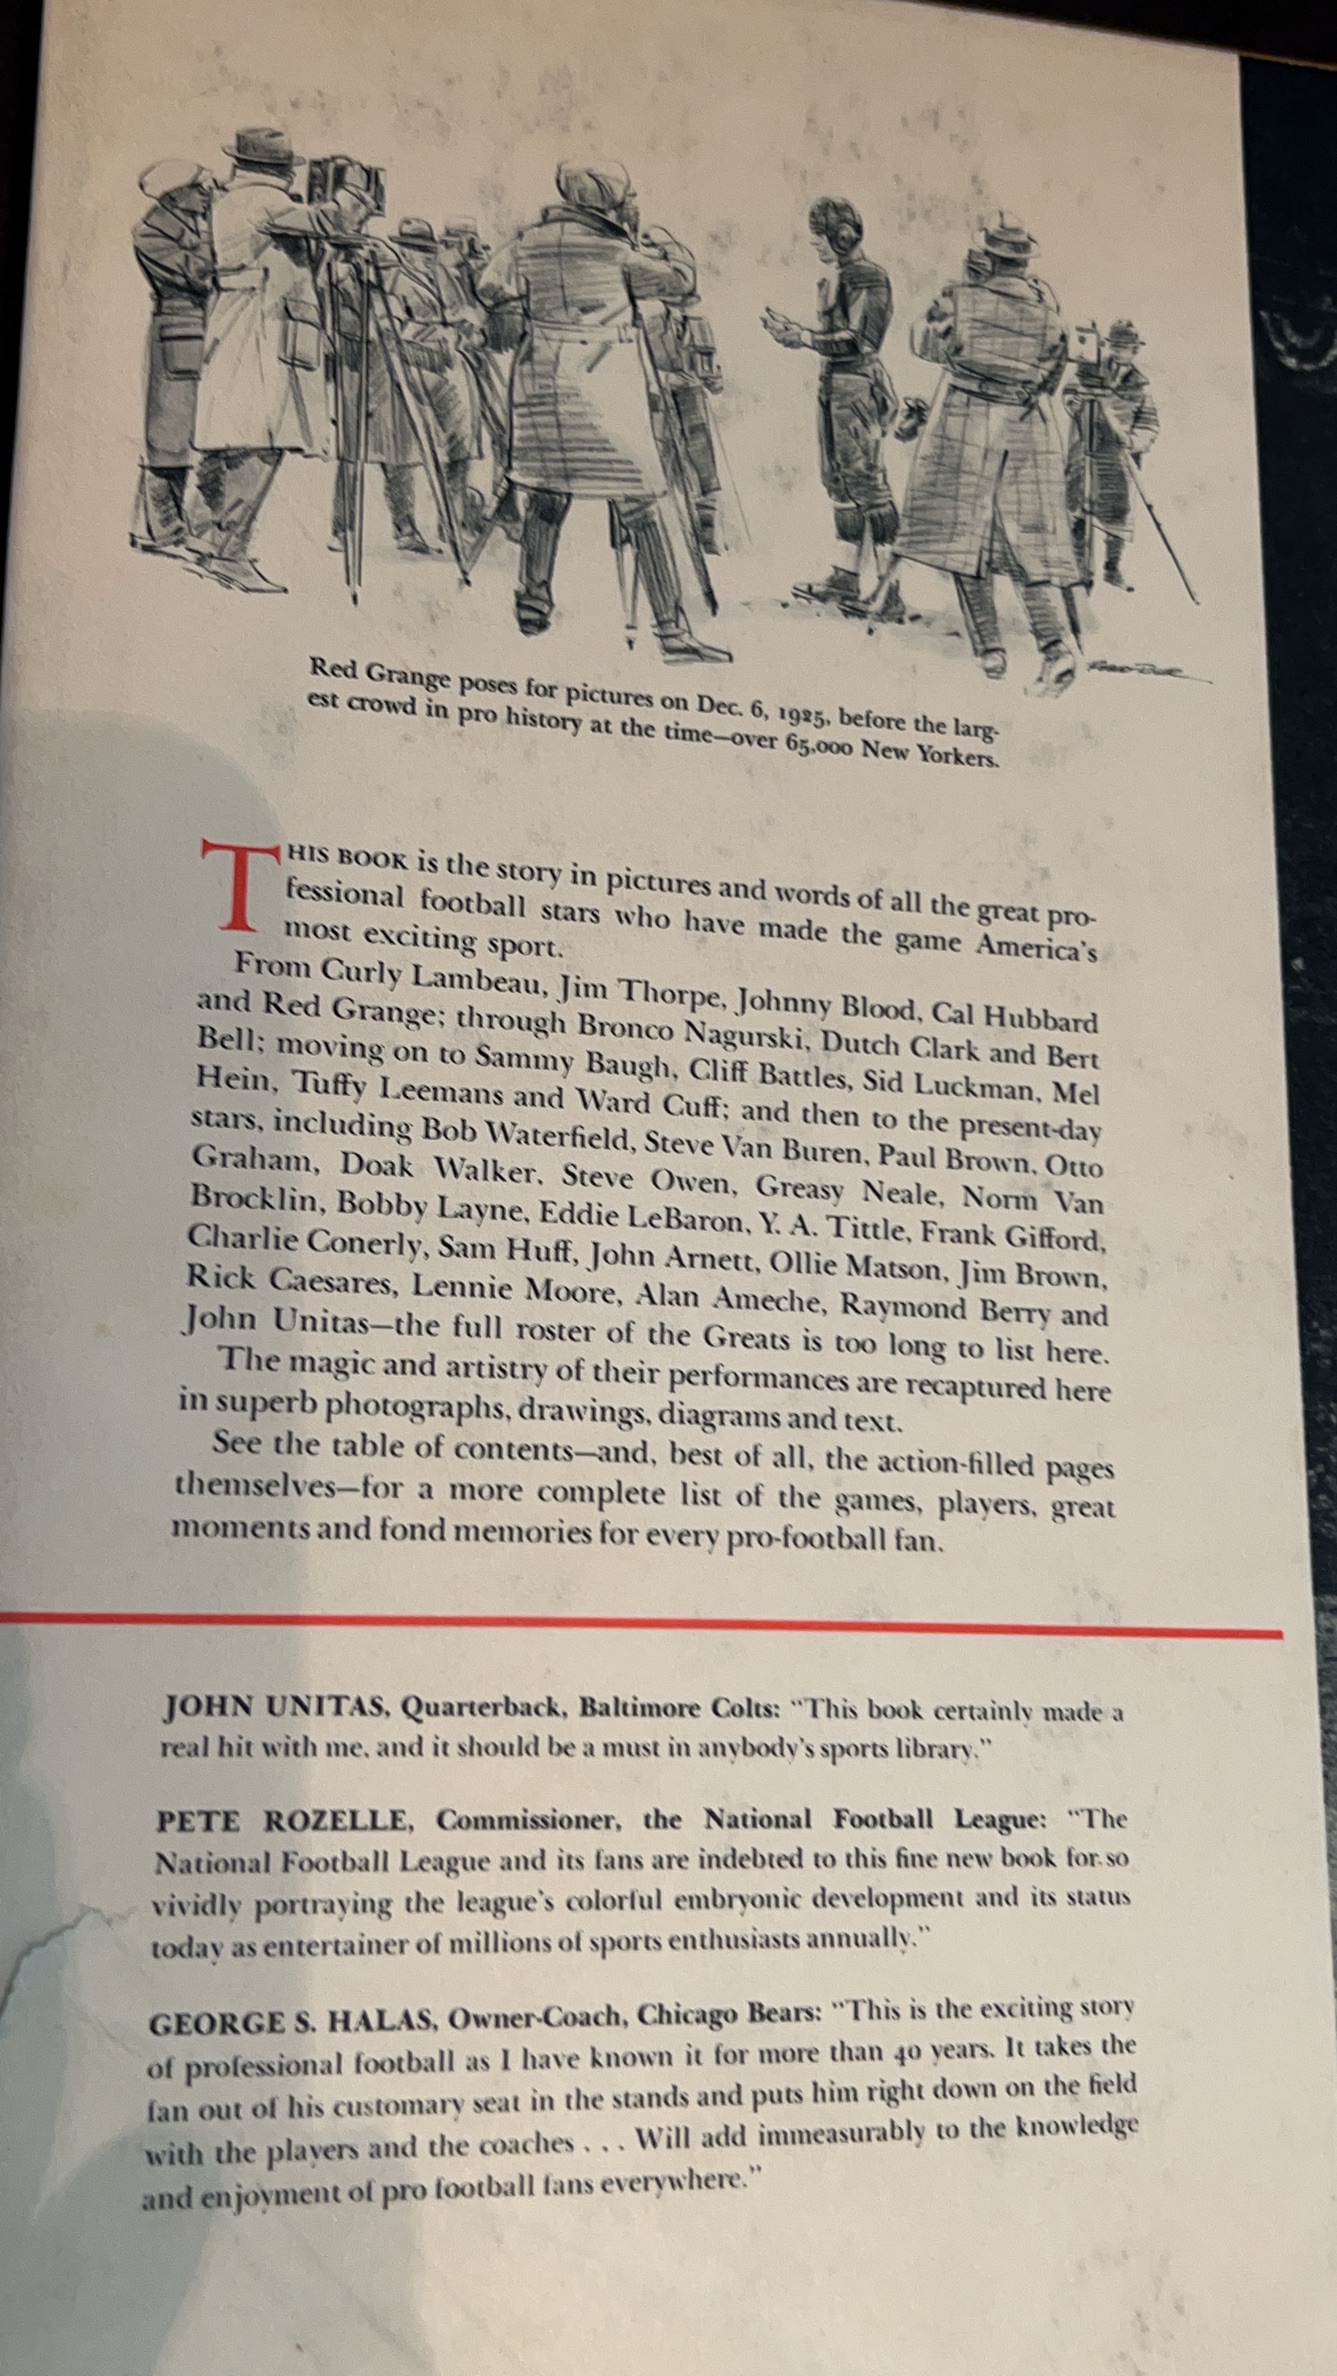 Red Grange poses for pictures on Dec. 6, 1925, before the larg-
est crowd in pro history at the time—over 65,000 New Yorkers.
THIS BOOK is the story in pictures and words of all the great pro-
fessional football stars who have made the game America's
most exciting sport.
From Curly Lambeau, Jim Thorpe, Johnny Blood, Cal Hubbard
and Red Grange; through Bronco Nagurski, Dutch Clark and Bert
Bell; moving on to Sammy Baugh, Cliff Battles, Sid Luckman, Mel
Hein, Tuffy Leemans and Ward Cuff; and then to the present-day
stars, including Bob Waterfield, Steve Van Buren, Paul Brown, Otto
Graham, Doak Walker, Steve Owen, Greasy Neale, Norm Van
Brocklin, Bobby Layne, Eddie LeBaron, Y. A. Tittle, Frank Gifford,
Charlie Conerly, Sam Huff, John Arnett, Ollie Matson, Jim Brown,
Rick Caesares, Lennie Moore, Alan Ameche, Raymond Berry and
John Unitas—the full roster of the Greats is too long to list here.
The magic and artistry of their performances are recaptured here
in superb photographs, drawings, diagrams and text.
See the table of contents—and, best of all, the action-filled pages
themselves—for a more complete list of the games, players, great
moments and fond memories for every pro-football fan.
JOHN UNITAS, Quarterback, Baltimore Colts: "This book certainly made a
real hit with me, and it should be a must in anybody's sports library."
PETE ROZELLE, Commissioner, the National Football League: "The
National Football League and its fans are indebted to this fine new book for so
vividly portraying the league's colorful embryonic development and its status
today as entertainer of millions of sports enthusiasts annually."
GEORGE S. HALAS, Owner-Coach, Chicago Bears: "This is the exciting story
of professional football as I have known it for more than 40 years. It takes the
fan out of his customary seat in the stands and puts him right down on the field
with the players and the coaches . . . Will add immeasurably to the knowledge
and enjoyment of pro football fans everywhere."